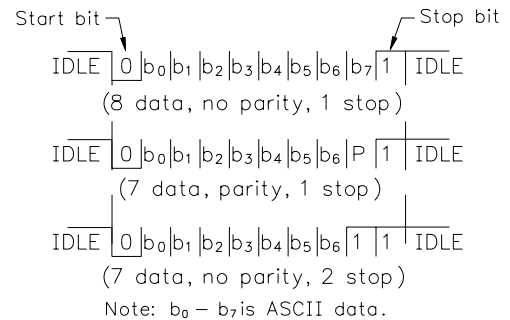 Start bit Stop bit
IDLE 0 b₀ b₁ b₂ b₃ b₄ b₅ b₆ b₇ 1 IDLE
(8 data, no parity, 1 stop)
IDLE 0 b₀ b₁ b₂ b₃ b₄ b₅ b₆ P 1 IDLE
(7 data, parity, 1 stop)
IDLE 0 b₀ b₁ b₂ b₃ b₄ b₅ b₆ 1 1 IDLE
(7 data, no parity, 2 stop)
Note: b₀ – b₇ is ASCII data.